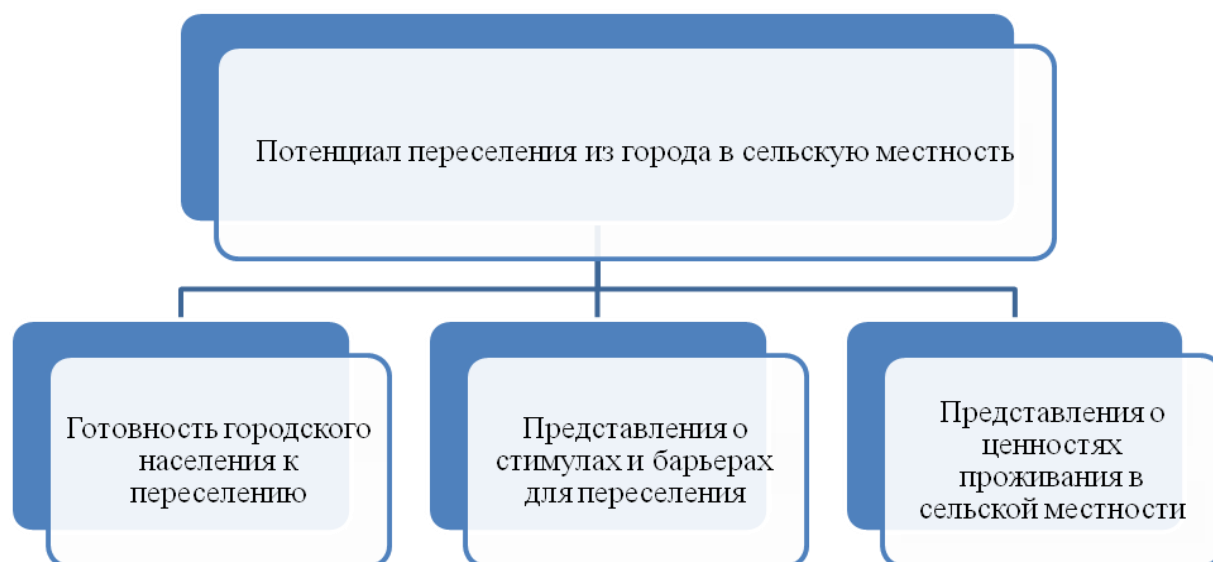 Потенциал переселения из города в сельскую местность
Готовность городского
населения к
переселению
Представления о
стимулах и барьерах
для переселения
Представления о
ценностях
проживания в
сельской местности